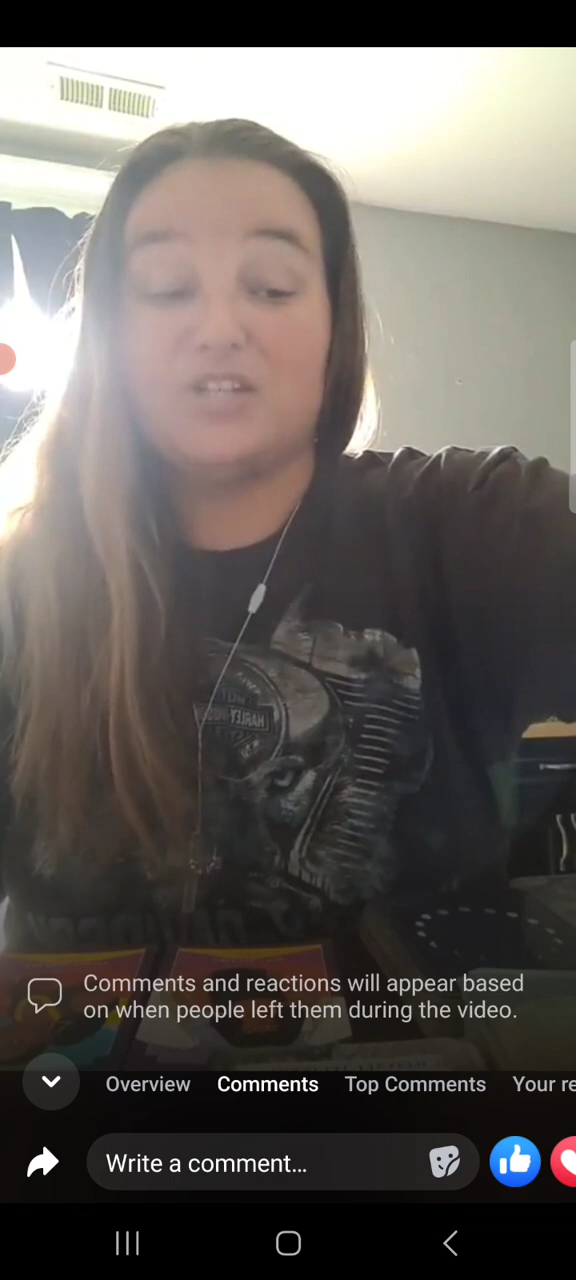 Comments and reactions will appear based
on when people left them during the video.
Overview Comments Top Comments Your re
Write a comment...